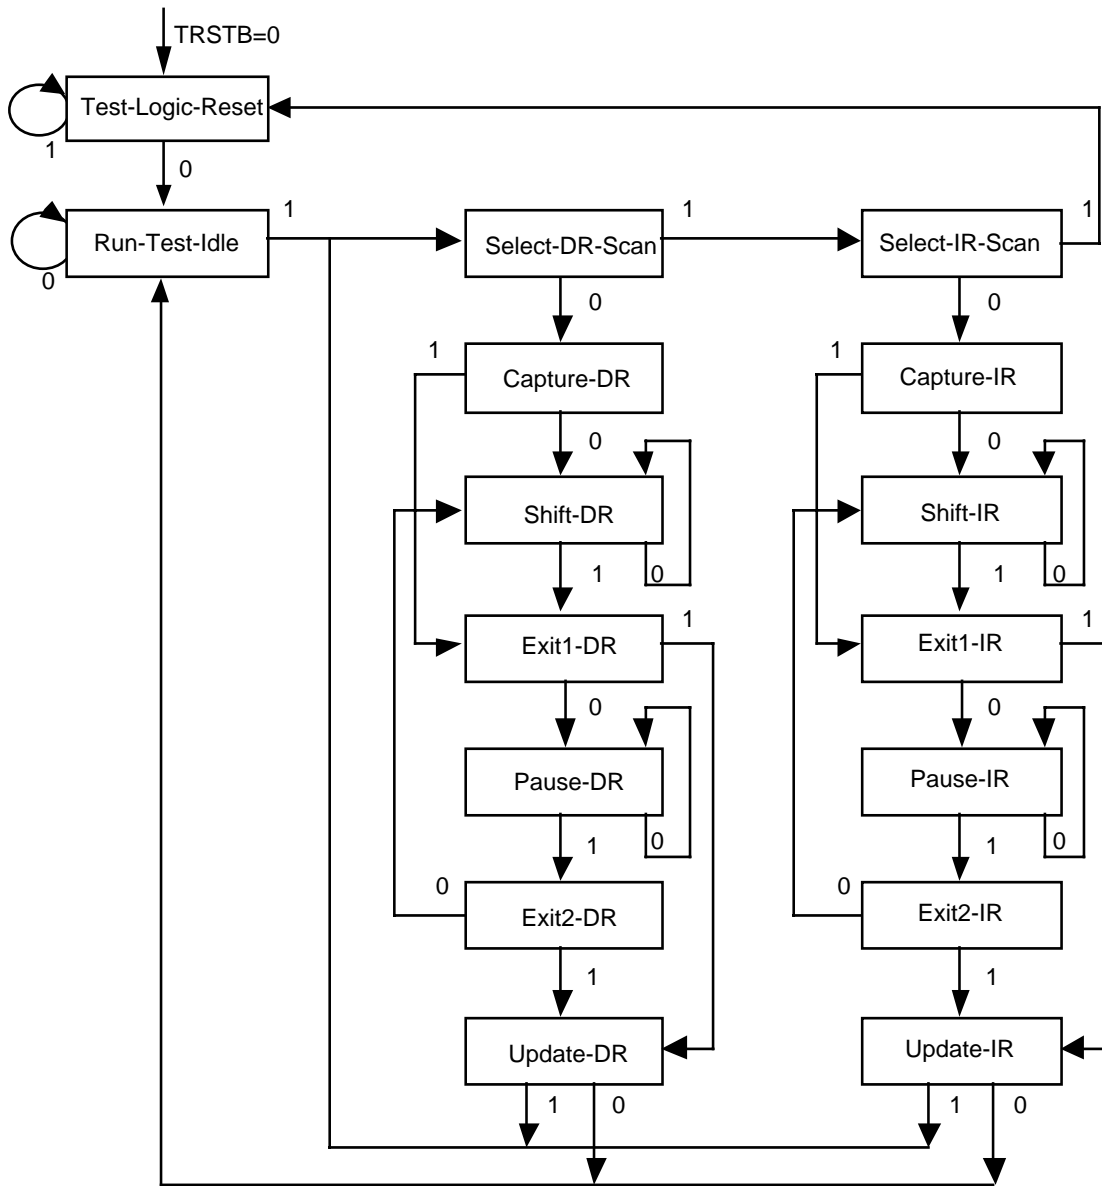 TRSTB=0
Test-Logic-Reset
1
0
Run-Test-Idle
1
Select-DR-Scan
1
Select-IR-Scan
1
0
0
0
1
Capture-DR
1
Capture-IR
0
0
Shift-DR
Shift-IR
1
0
1
0
Exit1-DR
1
Exit1-IR
1
0
0
Pause-DR
Pause-IR
1
0
1
0
0
Exit2-DR
0
Exit2-IR
1
1
Update-DR
Update-IR
1
0
1
0